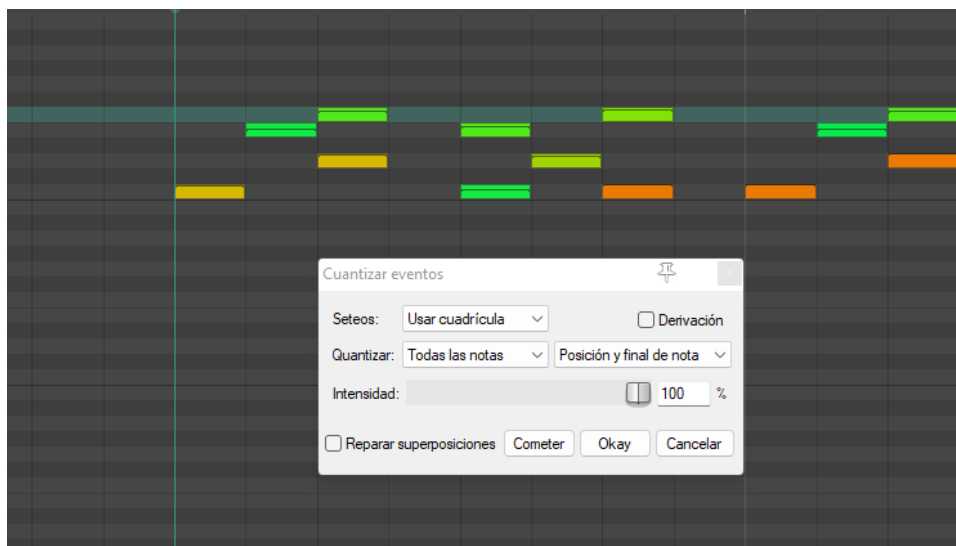 Cuantizar eventos
Seteos: Usar cuadrícula Derivación
Quantizar: Todas las notas Posición y final de nota
Intensidad: 100 %
Reparar superposiciones Cometer Okay Cancelar